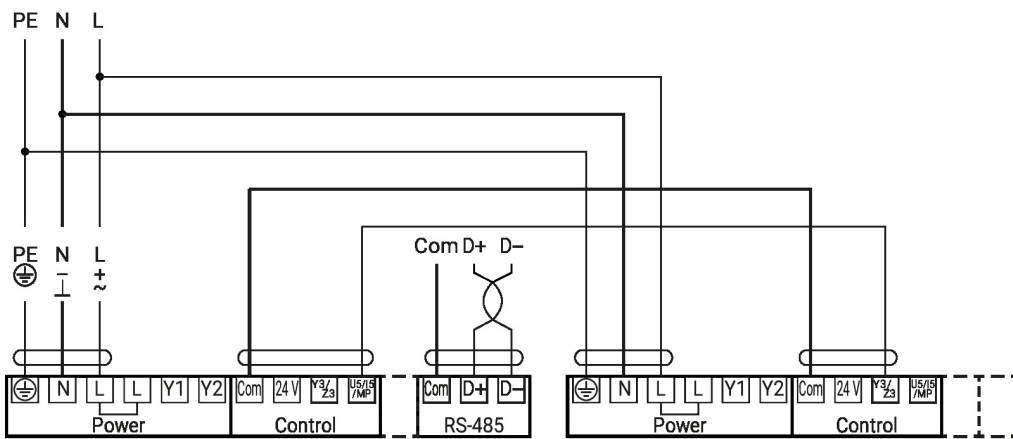 PE N L
PE N L
– +
⊥ ~
Com D+ D–
N L L Y1 Y2 Com 24 V Y3/Z3 U5/I5/MP Com D+ D– N L L Y1 Y2 Com 24 V Y3/Z3 U5/I5/MP
Power Control RS-485 Power Control